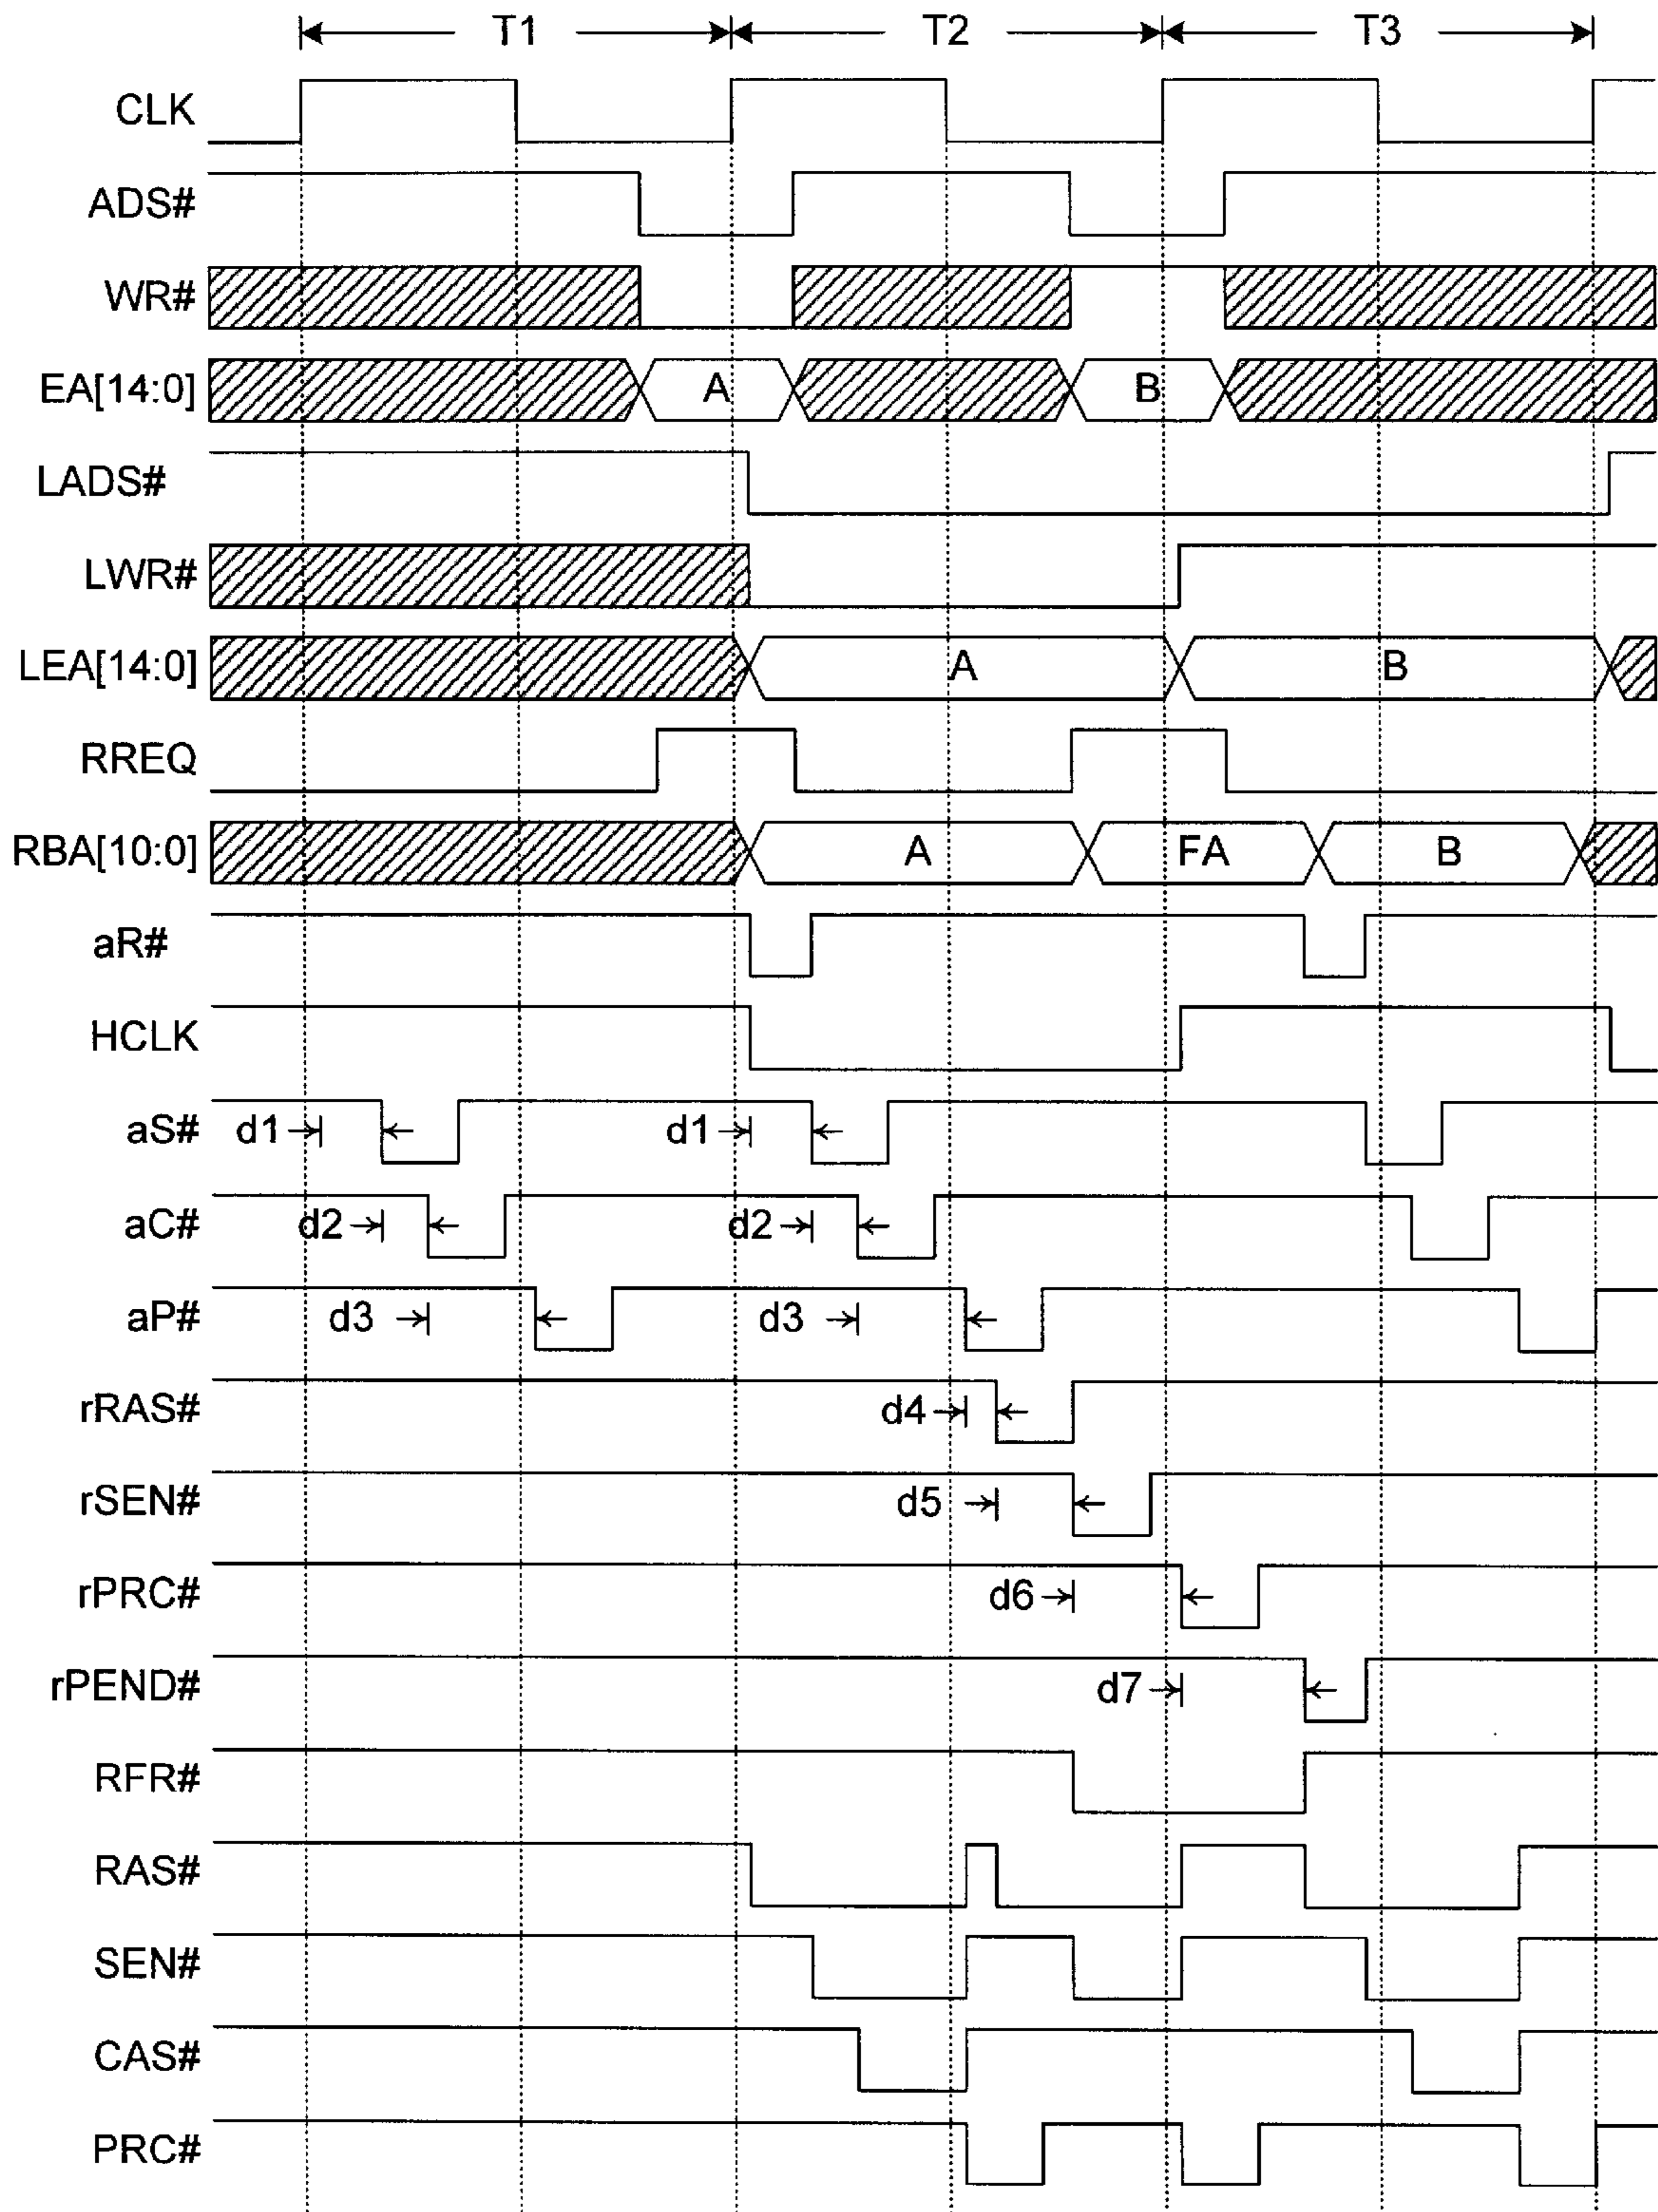 T1 T2 T3
CLK
ADS#
WR#
EA[14:0] A B
LADS#
LWR#
LEA[14:0] A B
RREQ
RBA[10:0] A FA B
aR#
HCLK
aS# d1 d1
aC# d2 d2
aP# d3 d3
rRAS# d4
rSEN# d5
rPRC# d6
rPEND# d7
RFR#
RAS#
SEN#
CAS#
PRC#